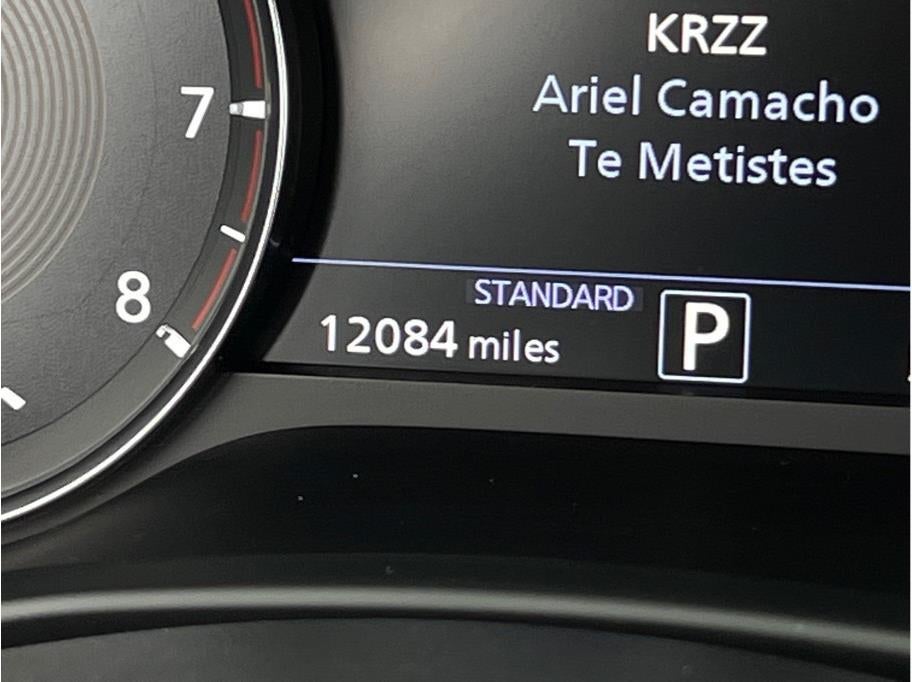 KRZZ
Ariel Camacho
Te Metistes
7
8
STANDARD
12084 miles
P